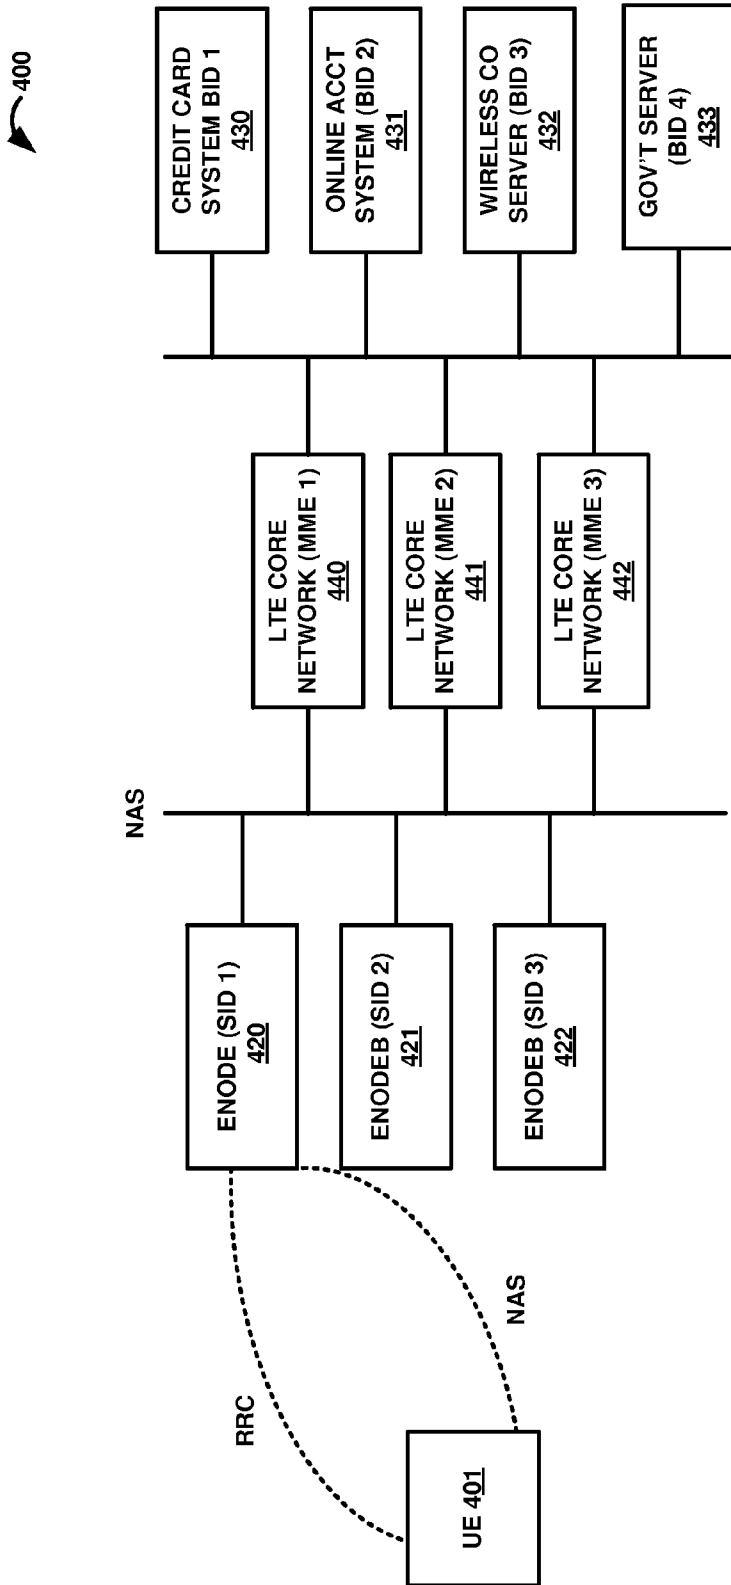 400
CREDIT CARD
SYSTEM BID 1
430
ONLINE ACCT
SYSTEM (BID 2)
431
WIRELESS CO
SERVER (BID 3)
432
GOV'T SERVER
(BID 4)
433
LTE CORE
NETWORK (MME 1)
440
LTE CORE
NETWORK (MME 2)
441
LTE CORE
NETWORK (MME 3)
442
NAS
ENODE (SID 1)
420
ENODEB (SID 2)
421
ENODEB (SID 3)
422
RRC
NAS
UE 401